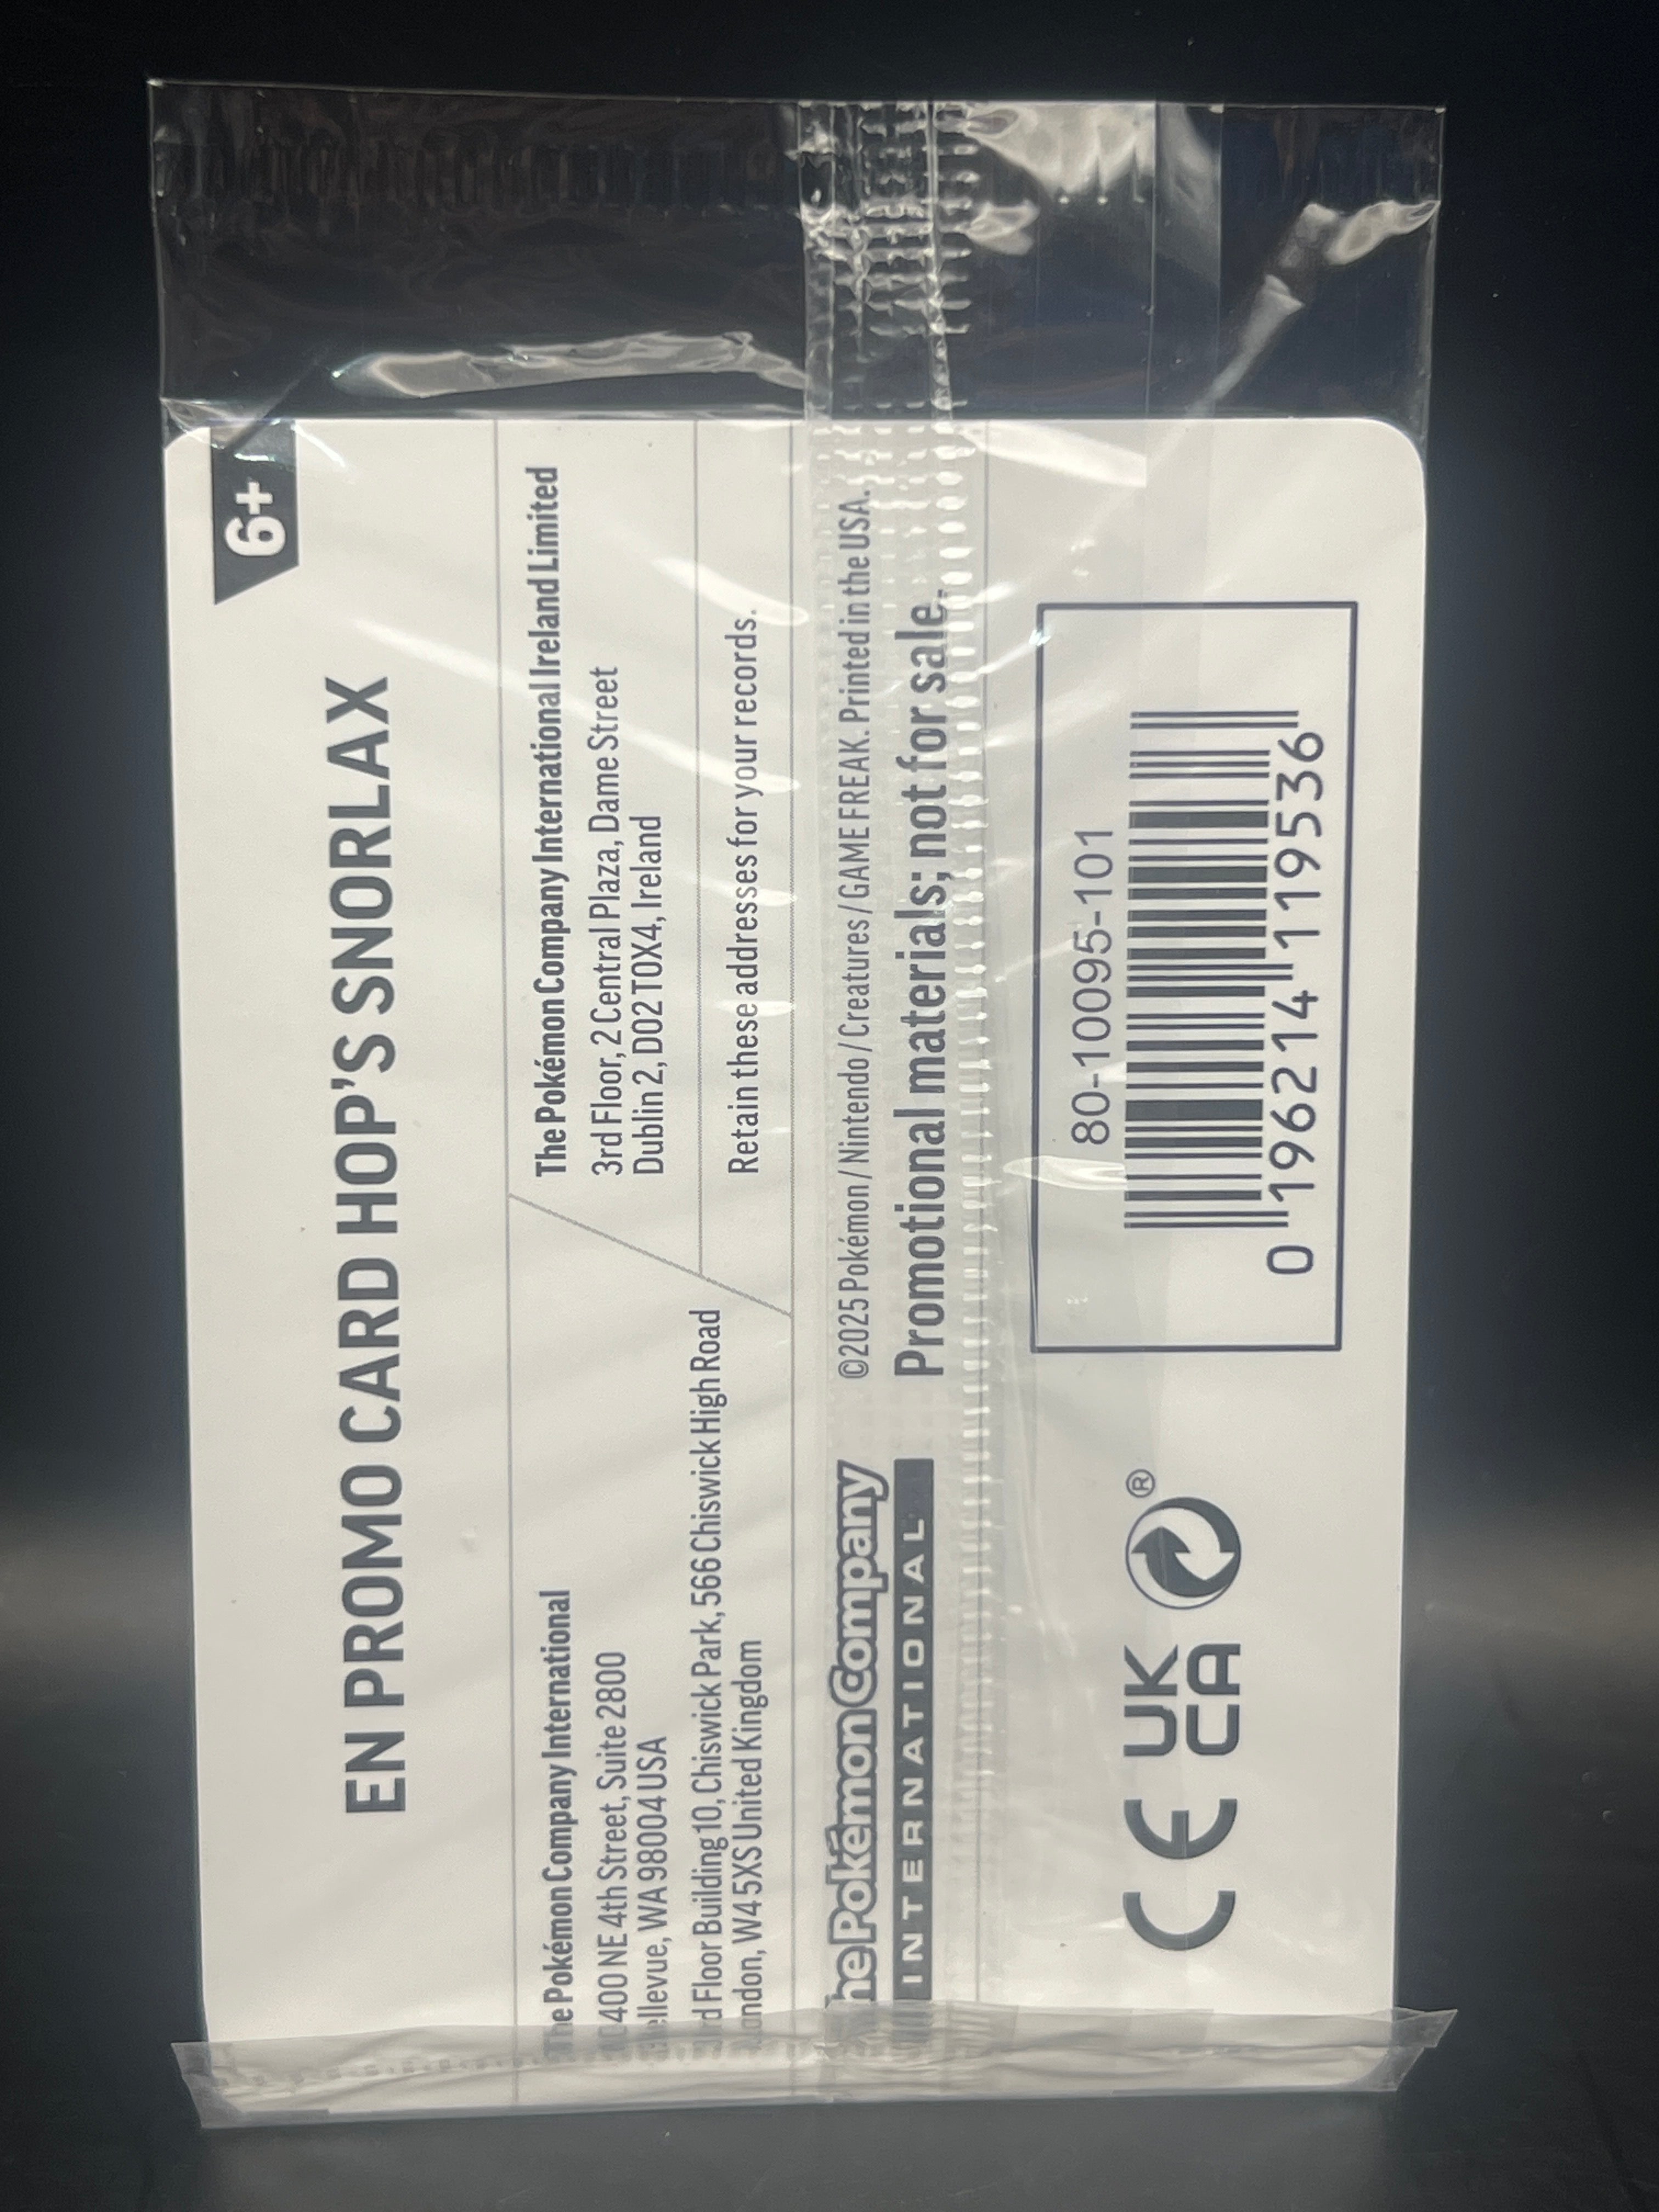 6+
EN PROMO CARD HOP'S SNORLAX
The Pokémon Company International
400 NE 4th Street, Suite 2800
ellevue, WA 98004 USA
rd Floor Building 10, Chiswick Park, 566 Chiswick High Road
ondon, W4 5XS United Kingdom
The Pokémon Company International Ireland Limited
3rd Floor, 2 Central Plaza, Dame Street
Dublin 2, D02 T0X4, Ireland
Retain these addresses for your records.
he Pokémon Company
INTERNATIONAL
©2025 Pokémon / Nintendo / Creatures / GAME FREAK. Printed in the USA.
Promotional materials; not for sale.
CE UK
CA ®
80-10095-101
0 196214 119536